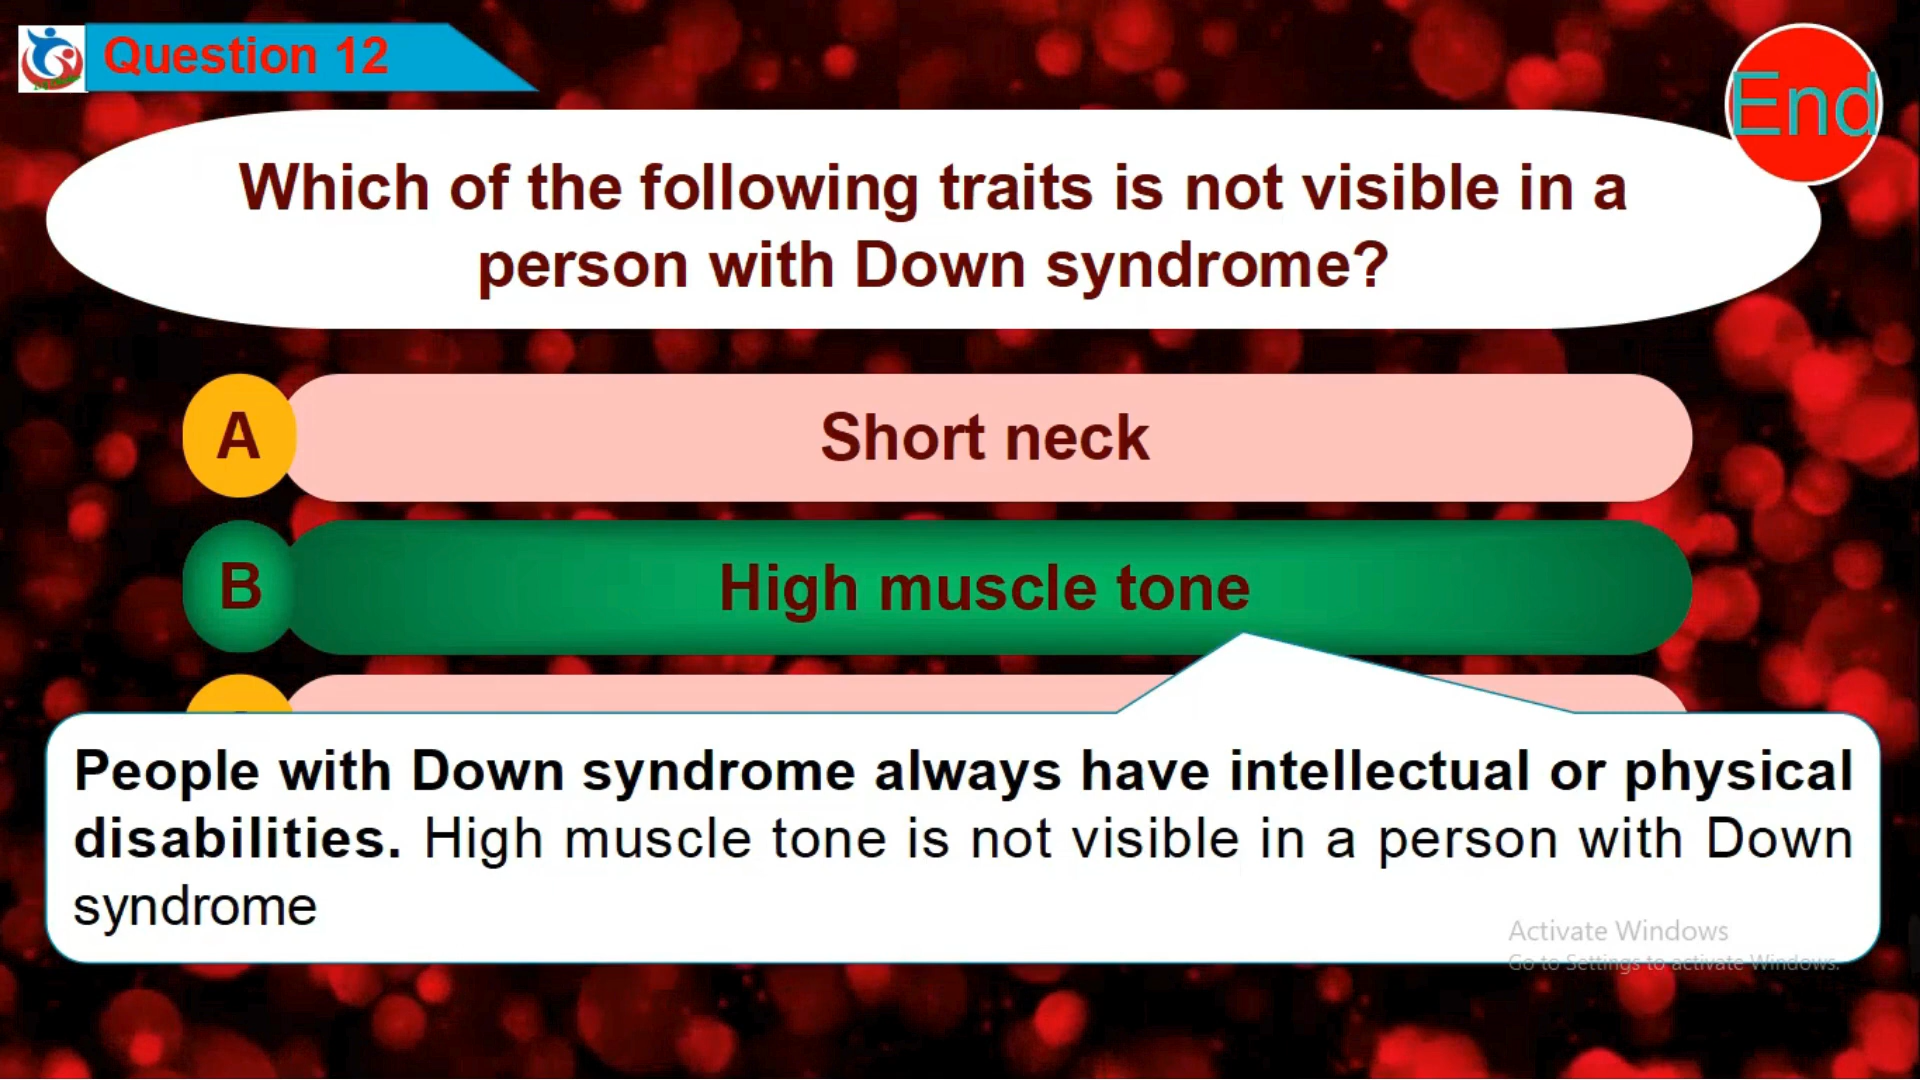 Question 12
End
Which of the following traits is not visible in a
person with Down syndrome?
A
Short neck
B
High muscle tone
People with Down syndrome always have intellectual or physical
disabilities. High muscle tone is not visible in a person with Down
syndrome
Activate Windows
Go to Settings to activate Windows.